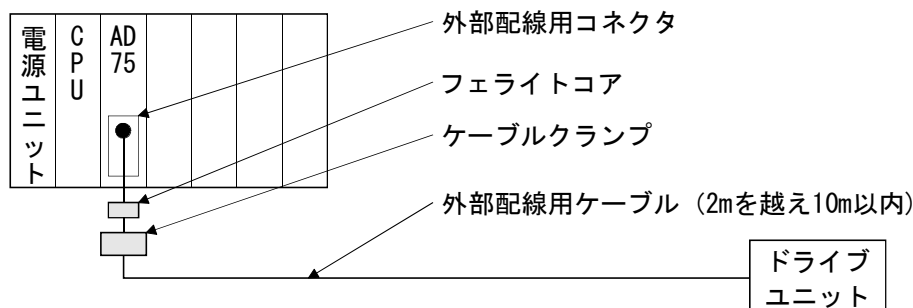 電源ユニット
CPU
AD
75
外部配線用コネクタ
フェライトコア
ケーブルクランプ
外部配線用ケーブル（2mを越え10m以内）
ドライブ
ユニット